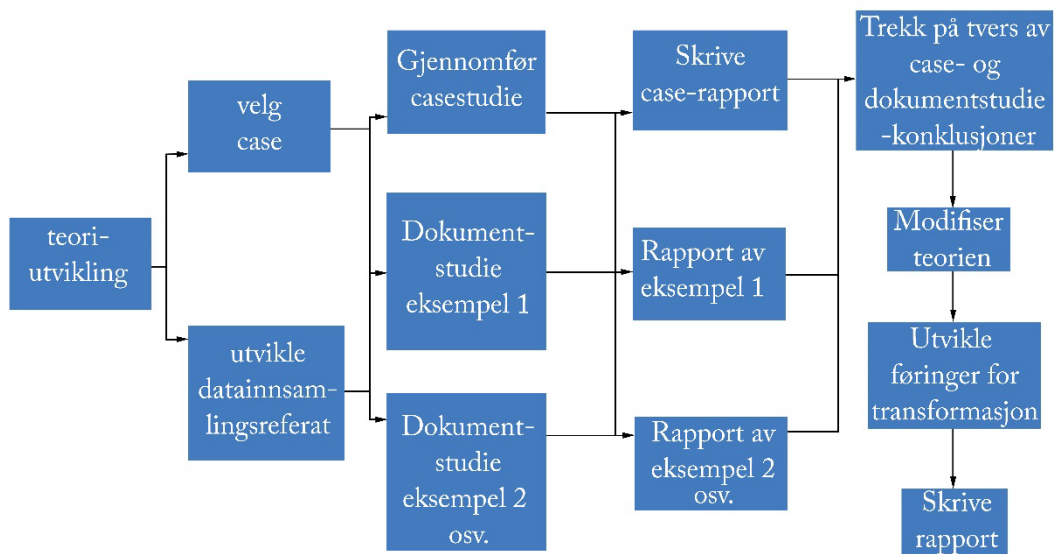 teori-
utvikling
velg
case
utvikle
datainnsam-
lingsreferat
Gjennomfør
casestudie
Dokument-
studie
eksempel 1
Dokument-
studie
eksempel 2
osv.
Skrive
case-rapport
Rapport av
eksempel 1
Rapport av
eksempel 2
osv.
Trekk på tvers av
case- og
dokumentstudie
-konklusjoner
Modifiser
teorien
Utvikle
føringer for
transformasjon
Skrive
rapport